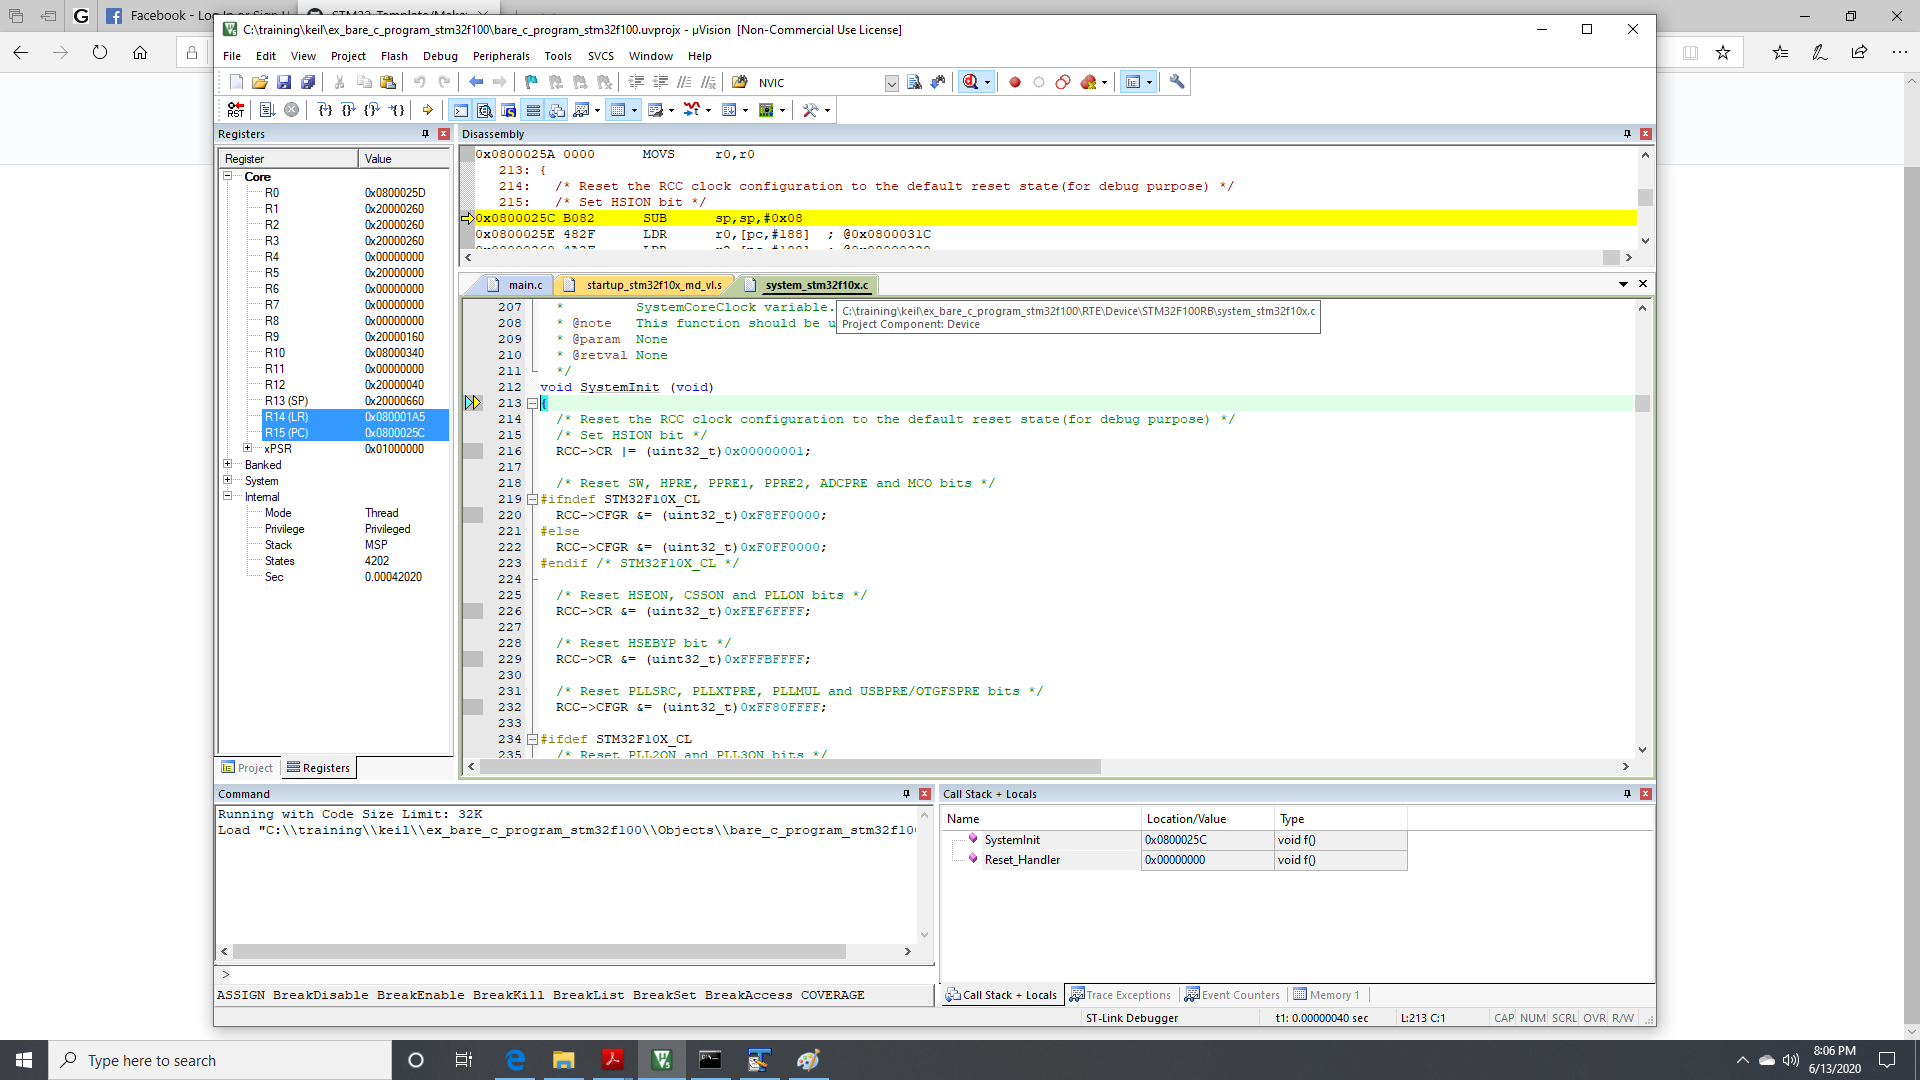 G
Facebook - Log In or Sign U
C:\training\keil\ex_bare_c_program_stm32f100\bare_c_program_stm32f100.uvprojx - µVision [Non-Commercial Use License]
File Edit View Project Flash Debug Peripherals Tools SVCS Window Help
NVIC
RST
Registers
Disassembly
Register Value
Core
R0 0x0800025D
R1 0x20000260
R2 0x20000260
R3 0x20000260
R4 0x00000000
R5 0x20000000
R6 0x00000000
R7 0x00000000
R8 0x00000000
R9 0x20000160
R10 0x08000340
R11 0x00000000
R12 0x20000040
R13 (SP) 0x20000660
R14 (LR) 0x080001A5
R15 (PC) 0x0800025C
xPSR 0x01000000
Banked
System
Internal
Mode Thread
Privilege Privileged
Stack MSP
States 4202
Sec 0.00042020
Project Registers
0x0800025A 0000 MOVS r0,r0
213: {
214: /* Reset the RCC clock configuration to the default reset state(for debug purpose) */
215: /* Set HSION bit */
0x0800025C B082 SUB sp,sp,#0x08
0x0800025E 482F LDR r0,[pc,#188] ; @0x0800031C
main.c startup_stm32f10x_md_vl.s system_stm32f10x.c
C:\training\keil\ex_bare_c_program_stm32f100\RTE\Device\STM32F100RB\system_stm32f10x.c
Project Component: Device
207 * SystemCoreClock variable.
208 * @note This function should be u
209 * @param None
210 * @retval None
211 */
212 void SystemInit (void)
213 {
214 /* Reset the RCC clock configuration to the default reset state(for debug purpose) */
215 /* Set HSION bit */
216 RCC->CR |= (uint32_t)0x00000001;
217
218 /* Reset SW, HPRE, PPRE1, PPRE2, ADCPRE and MCO bits */
219 #ifndef STM32F10X_CL
220 RCC->CFGR &= (uint32_t)0xF8FF0000;
221 #else
222 RCC->CFGR &= (uint32_t)0xF0FF0000;
223 #endif /* STM32F10X_CL */
224
225 /* Reset HSEON, CSSON and PLLON bits */
226 RCC->CR &= (uint32_t)0xFEF6FFFF;
227
228 /* Reset HSEBYP bit */
229 RCC->CR &= (uint32_t)0xFFFBFFFF;
230
231 /* Reset PLLSRC, PLLXTPRE, PLLMUL and USBPRE/OTGFSPRE bits */
232 RCC->CFGR &= (uint32_t)0xFF80FFFF;
233
234 #ifdef STM32F10X_CL
235 /* Reset PLL2ON and PLL3ON bits */
Command
Running with Code Size Limit: 32K
Load "C:\\training\\keil\\ex_bare_c_program_stm32f100\\Objects\\bare_c_program_stm32f10
>
ASSIGN BreakDisable BreakEnable BreakKill BreakList BreakSet BreakAccess COVERAGE
Call Stack + Locals
Name Location/Value Type
SystemInit 0x0800025C void f()
Reset_Handler 0x00000000 void f()
Call Stack + Locals Trace Exceptions Event Counters Memory 1
ST-Link Debugger t1: 0.00000040 sec L:213 C:1 CAP NUM SCRL OVR R/W
Type here to search
8:06 PM
6/13/2020